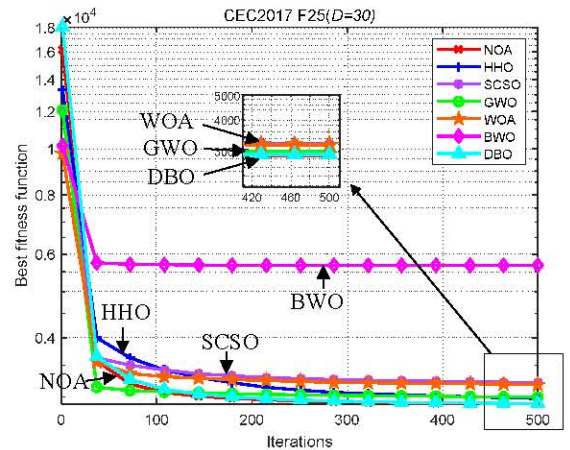 ×10⁴
CEC2017 F25(D=30)
1.8
1.6
1.4
1.2
1.0
0.8
0.6
0.4
Best fitness function
0
100
200
300
400
500
Iterations
NOA
HHO
SCSO
GWO
WOA
BWO
DBO
5000
4000
3000
420
460
500
WOA
GWO
DBO
BWO
HHO
SCSO
NOA